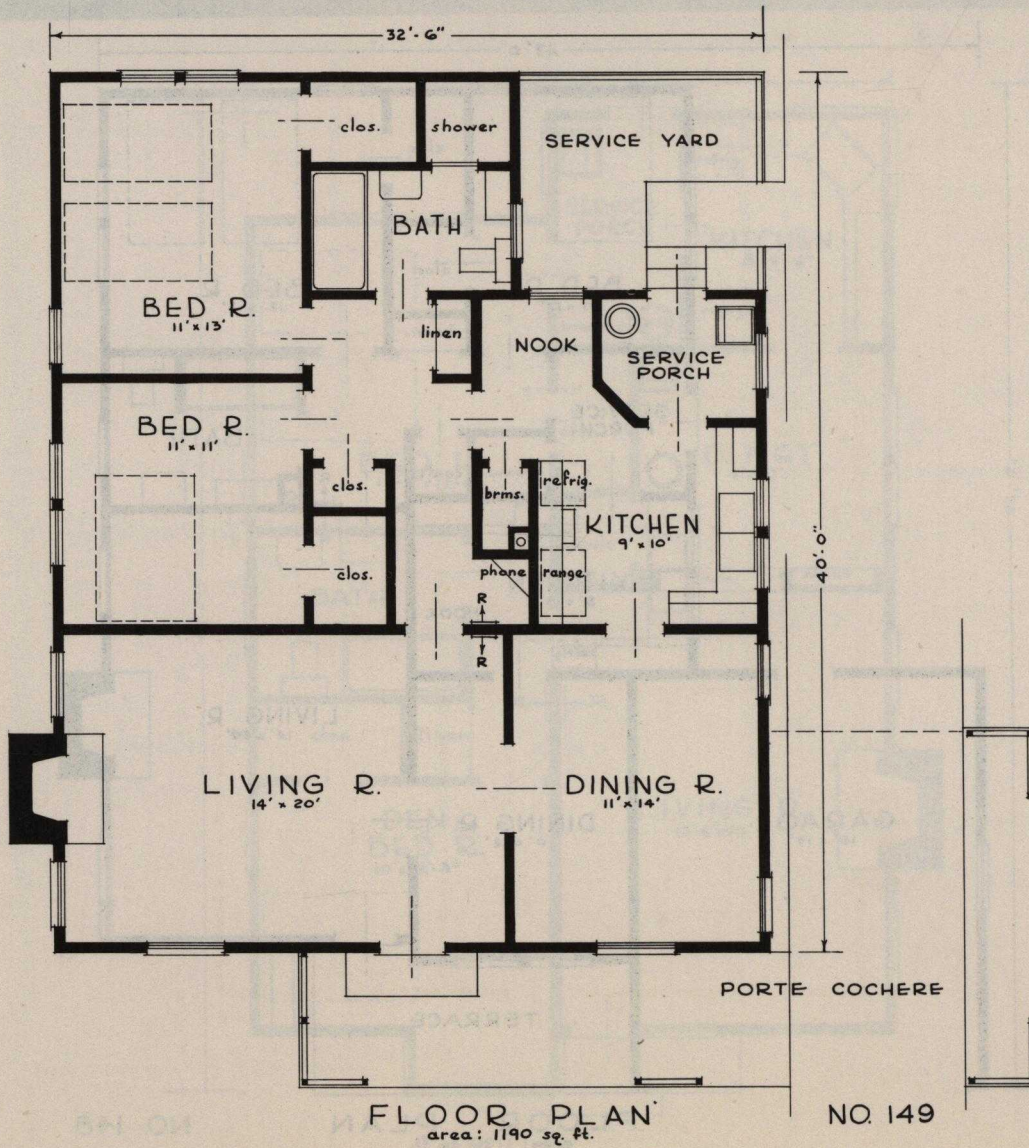 32'-6"
clos.
shower
SERVICE YARD
BATH
BED R.
11' x 13'
linen
NOOK
SERVICE
PORCH
BED R.
11' x 11'
clos.
brms.
refrig.
KITCHEN
9' x 10'
40'-0"
clos.
phone
range
R
R
LIVING R.
14' x 20'
DINING R.
11' x 14'
PORTE COCHERE
FLOOR PLAN
area: 1190 sq. ft.
NO. 149